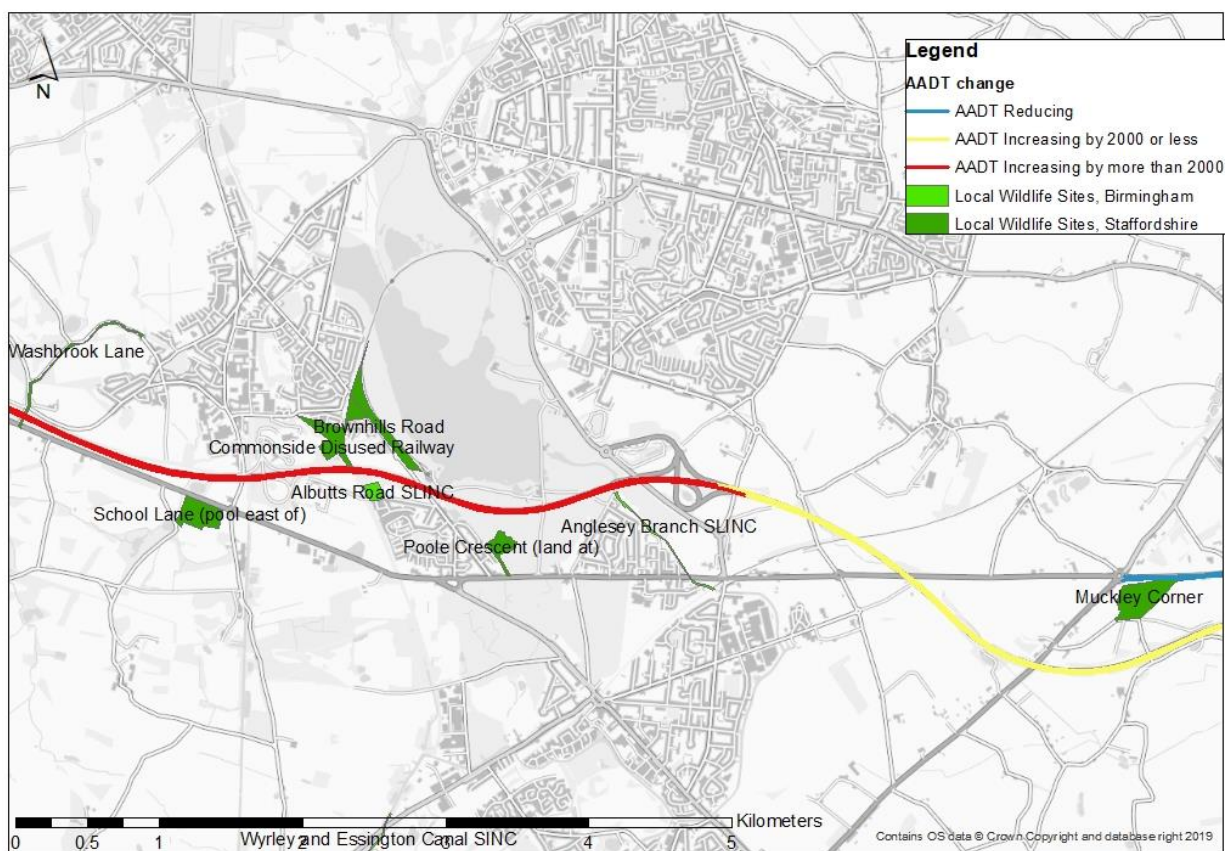 N
Legend
AADT change
AADT Reducing
AADT Increasing by 2000 or less
AADT Increasing by more than 2000
Local Wildlife Sites, Birmingham
Local Wildlife Sites, Staffordshire
Washbrook Lane
Brownhills Road
Commonside Disused Railway
Albutts Road SLINC
School Lane (pool east of)
Anglesey Branch SLINC
Poole Crescent (land at)
Muckley Corner
Kilometers
0 0.5 1 2 3 4 5
Wyrley and Essington Canal SINC
Contains OS data © Crown Copyright and database right 2019